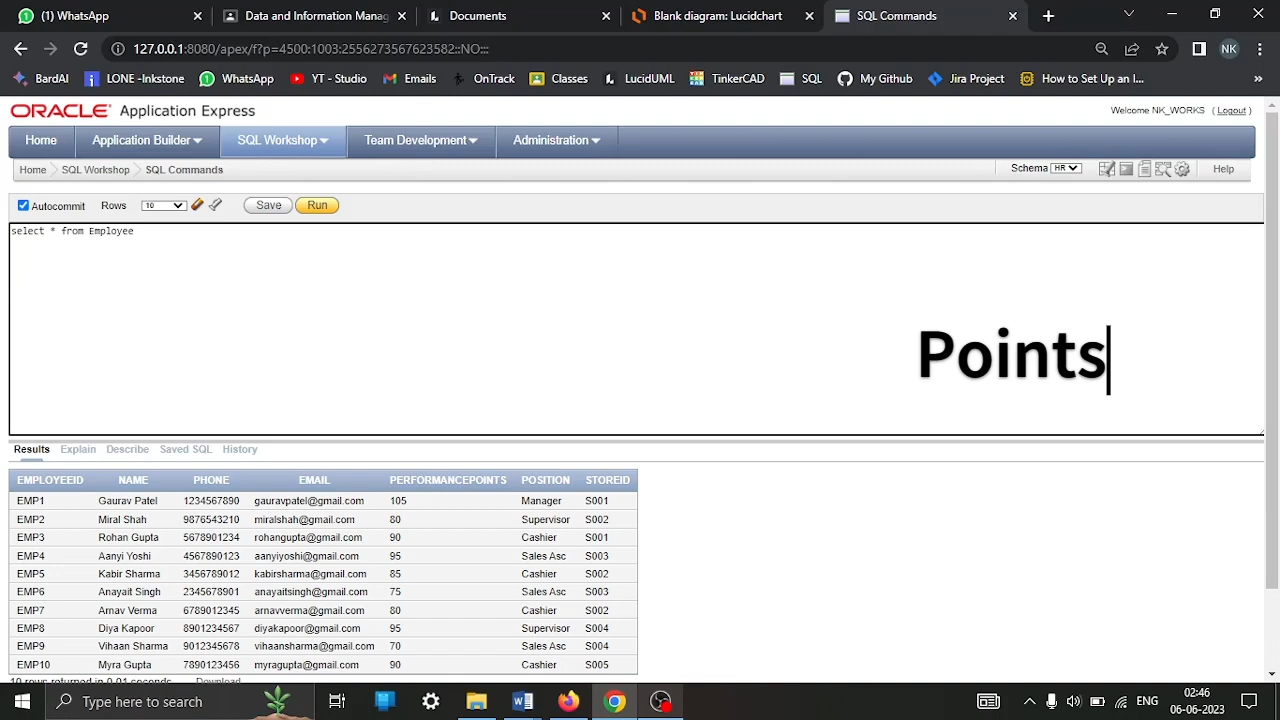 (1) WhatsApp
Data and Information Manag
Documents
Blank diagram: Lucidchart
SQL Commands
127.0.0.1:8080/apex/f?p=4500:1003:2556273567623582::NO:::
NK
BardAI
LONE -Inkstone
WhatsApp
YT - Studio
Emails
OnTrack
Classes
LucidUML
TinkerCAD
SQL
My Github
Jira Project
How to Set Up an I...
»
ORACLE Application Express
Welcome NK_WORKS ( Logout )
Home Application Builder SQL Workshop Team Development Administration
Home SQL Workshop SQL Commands
Schema HR Help
Autocommit Rows 10 Save Run
select * from Employee
Points
Results Explain Describe Saved SQL History
EMPLOYEEID NAME PHONE EMAIL PERFORMANCEPOINTS POSITION STOREID
EMP1 Gaurav Patel 1234567890 gauravpatel@gmail.com 105 Manager S001
EMP2 Miral Shah 9876543210 miralshah@gmail.com 80 Supervisor S002
EMP3 Rohan Gupta 5678901234 rohangupta@gmail.com 90 Cashier S001
EMP4 Aanyi Yoshi 4567890123 aanyiyoshi@gmail.com 95 Sales Asc S003
EMP5 Kabir Sharma 3456789012 kabirsharma@gmail.com 85 Cashier S002
EMP6 Anayait Singh 2345678901 anayaitsingh@gmail.com 75 Sales Asc S003
EMP7 Arnav Verma 6789012345 arnavverma@gmail.com 80 Cashier S002
EMP8 Diya Kapoor 8901234567 diyakapoor@gmail.com 95 Supervisor S004
EMP9 Vihaan Sharma 9012345678 vihaansharma@gmail.com 70 Sales Asc S004
EMP10 Myra Gupta 7890123456 myragupta@gmail.com 90 Cashier S005
10 rows returned in 0.01 seconds Download
Type here to search
ENG
02:46
06-06-2023